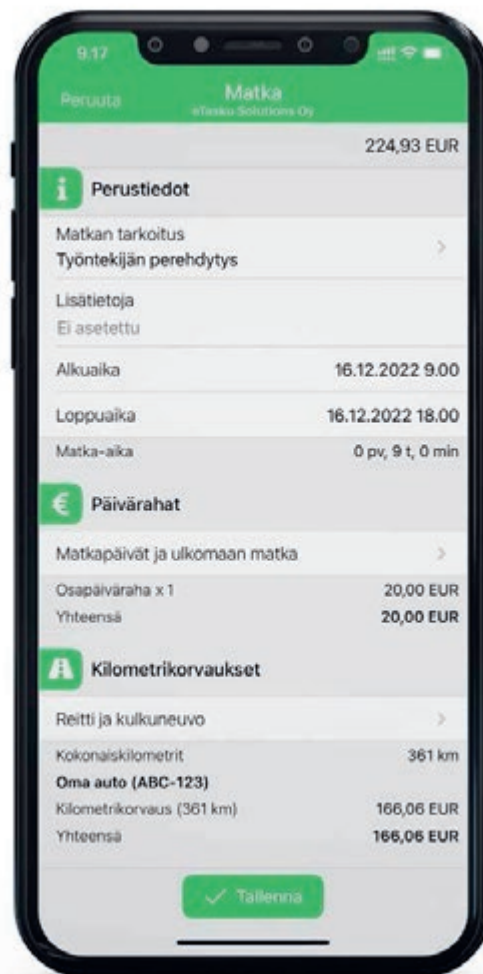 9.17
Peruuta
Matka
eTasku Solutions Oy
224,93 EUR
Perustiedot
Matkan tarkoitus
Työntekijän perehdytys
Lisätietoja
Ei asetettu
Alkuaika 16.12.2022 9.00
Loppuaika 16.12.2022 18.00
Matka-aika 0 pv, 9 t, 0 min
€ Päivärahat
Matkapäivät ja ulkomaan matka
Osapäiväraha x 1 20,00 EUR
Yhteensä 20,00 EUR
Kilometrikorvaukset
Reitti ja kulkuneuvo
Kokonaiskilometrit 361 km
Oma auto (ABC-123)
Kilometrikorvaus (361 km) 166,06 EUR
Yhteensä 166,06 EUR
Tallenna